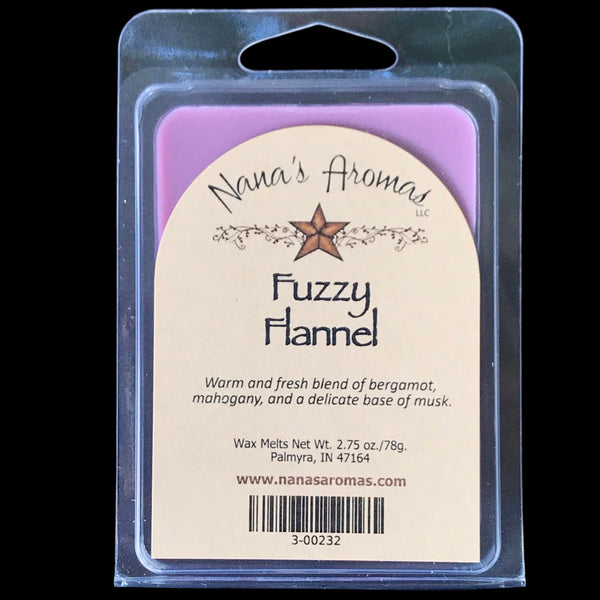 Nana's Aromas
LLC
Fuzzy
Flannel
Warm and fresh blend of bergamot,
mahogany, and a delicate base of musk.
Wax Melts Net Wt. 2.75 oz./78g.
Palmyra, IN 47164
www.nanasaromas.com
3-00232